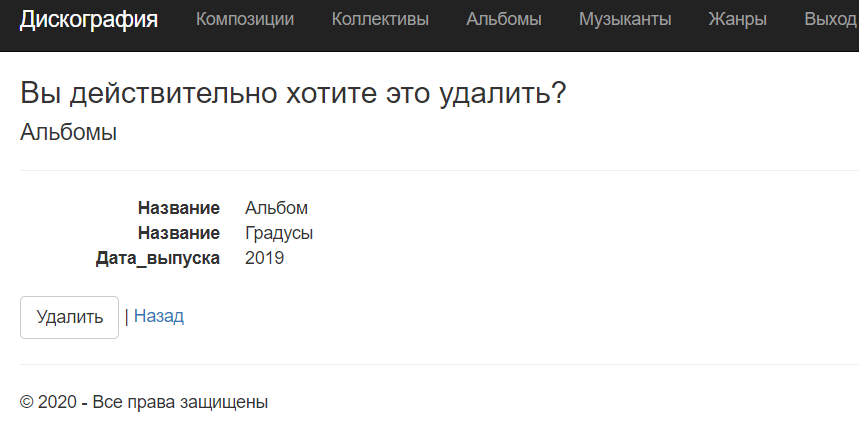 Дискография Композиции Коллективы Альбомы Музыканты Жанры Выход
Вы действительно хотите это удалить?
Альбомы
Название Альбом
Название Градусы
Дата_выпуска 2019
Удалить | Назад
© 2020 - Все права защищены